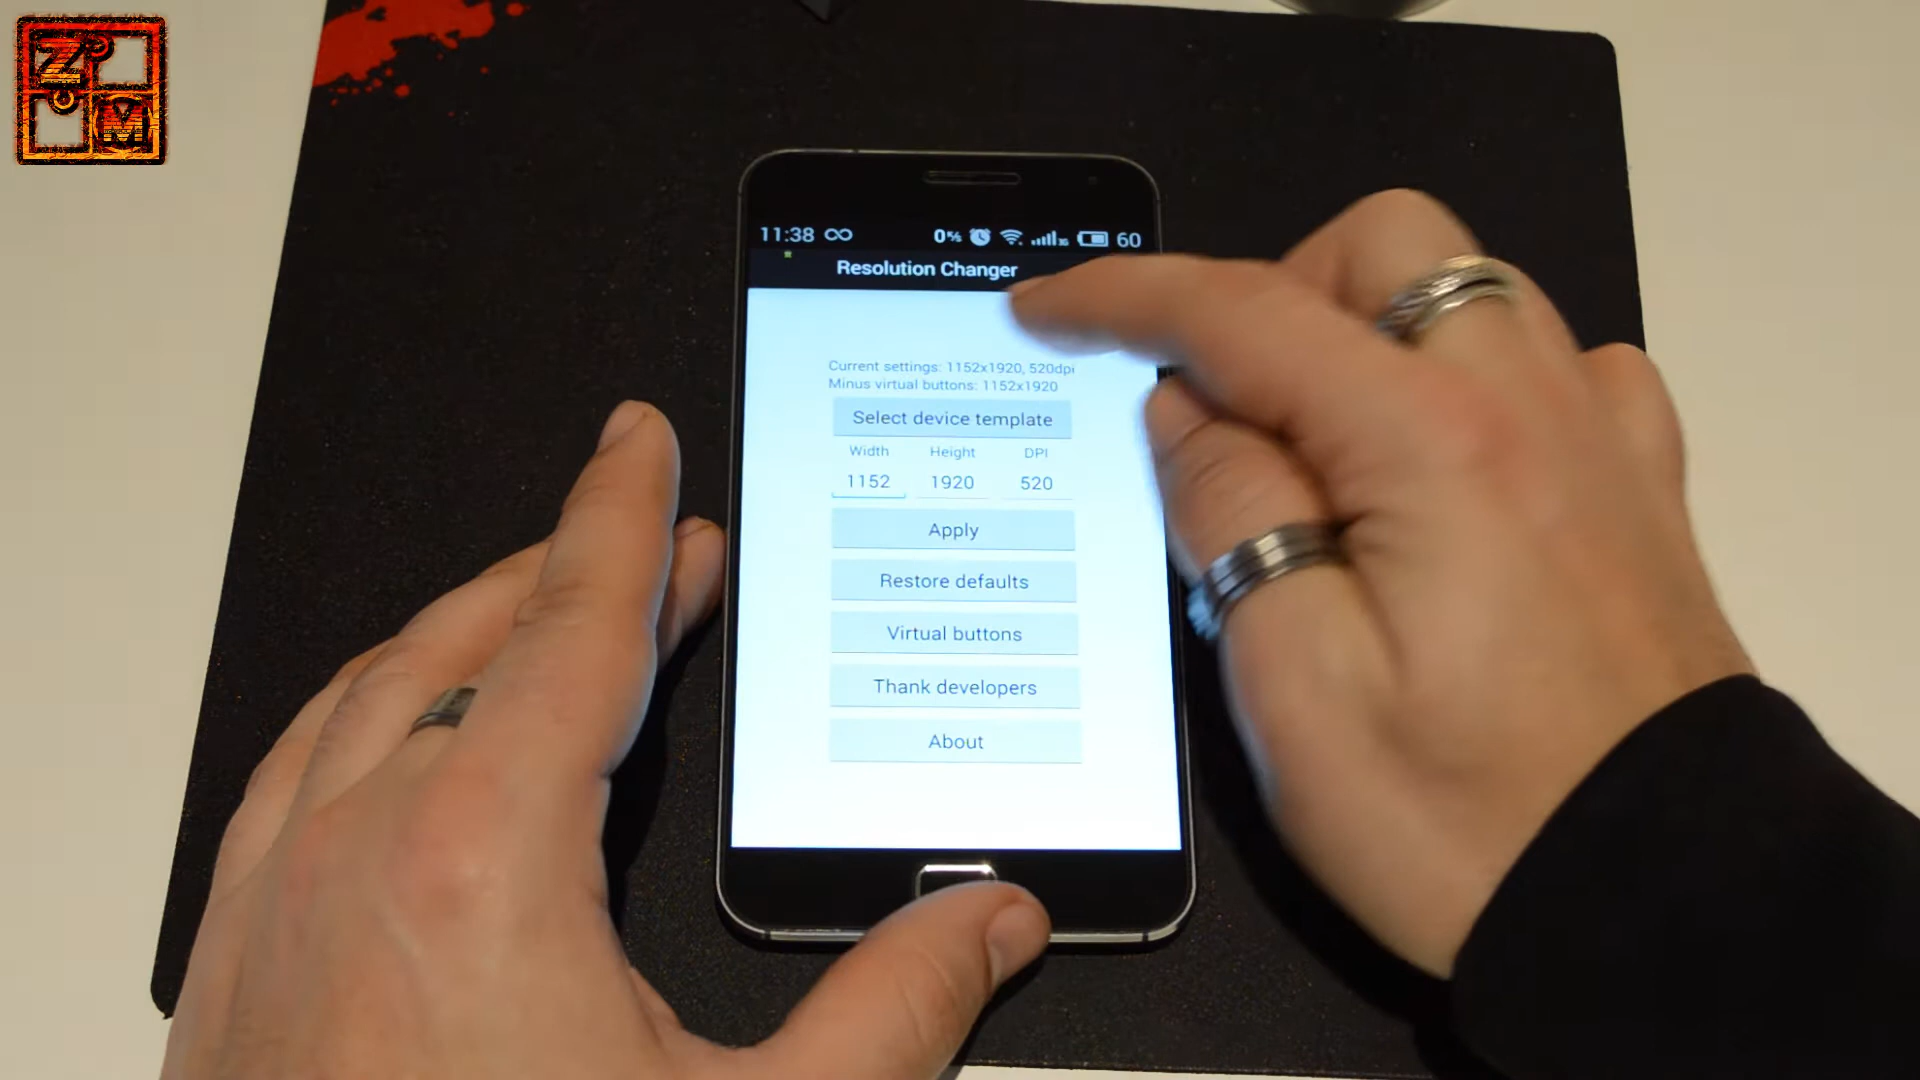 Z
M
11:38
60
Resolution Changer
Current settings: 1152x1920, 520dpi
Minus virtual buttons: 1152x1920
Select device template
Width Height DPI
1152 1920 520
Apply
Restore defaults
Virtual buttons
Thank developers
About